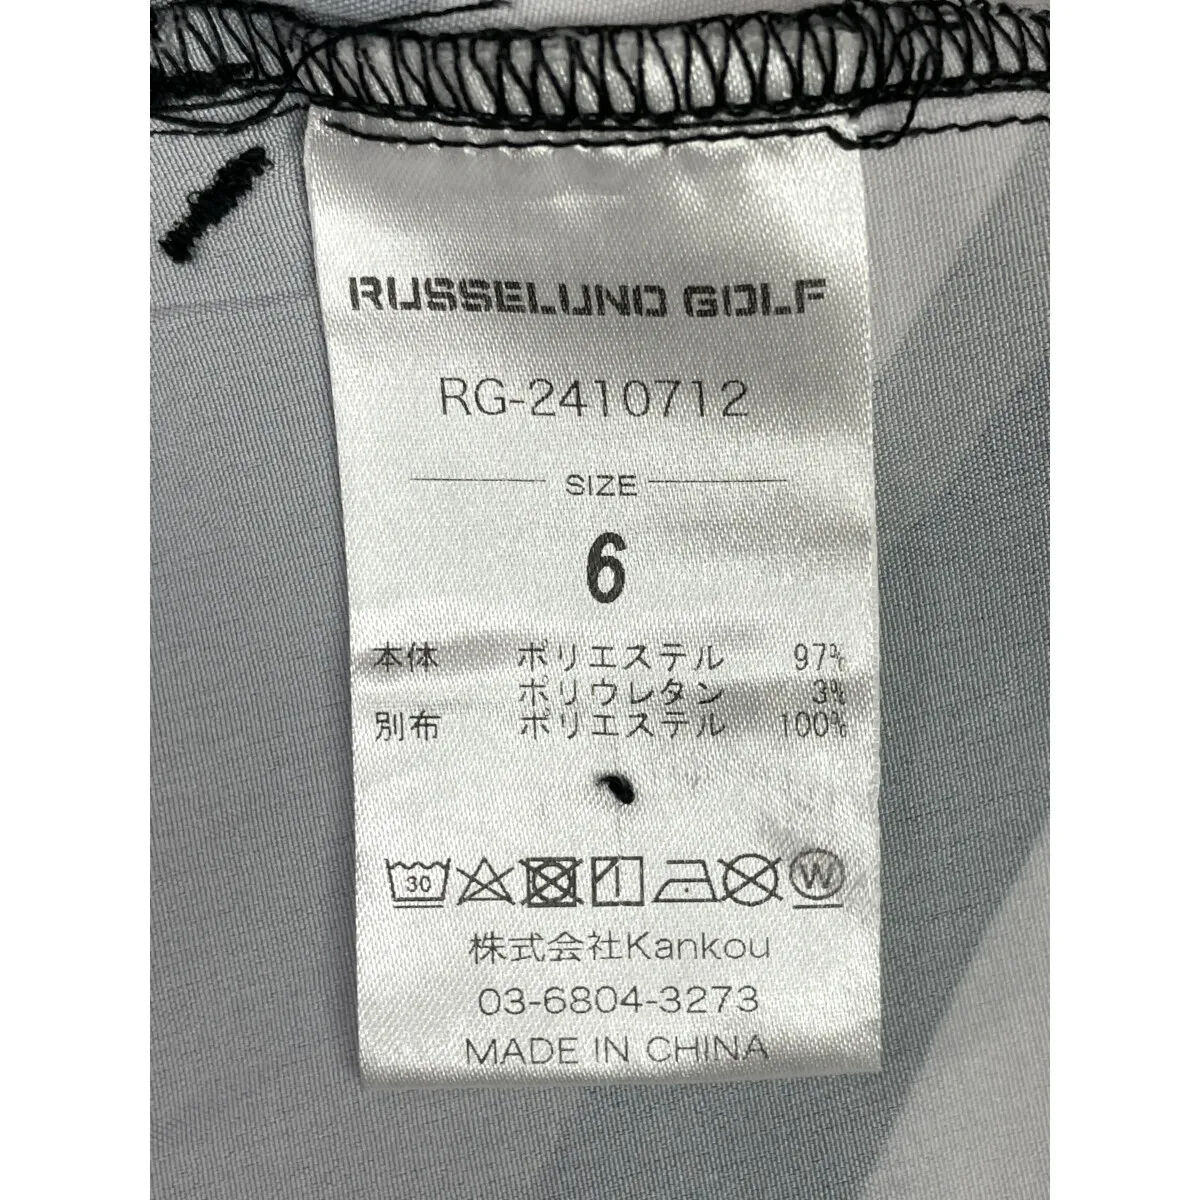 RUSSELUNO GOLF
RG-2410712
SIZE
6
本体 ポリエステル 97%
ポリウレタン 3%
別布 ポリエステル 100%
30 W
株式会社Kankou
03-6804-3273
MADE IN CHINA